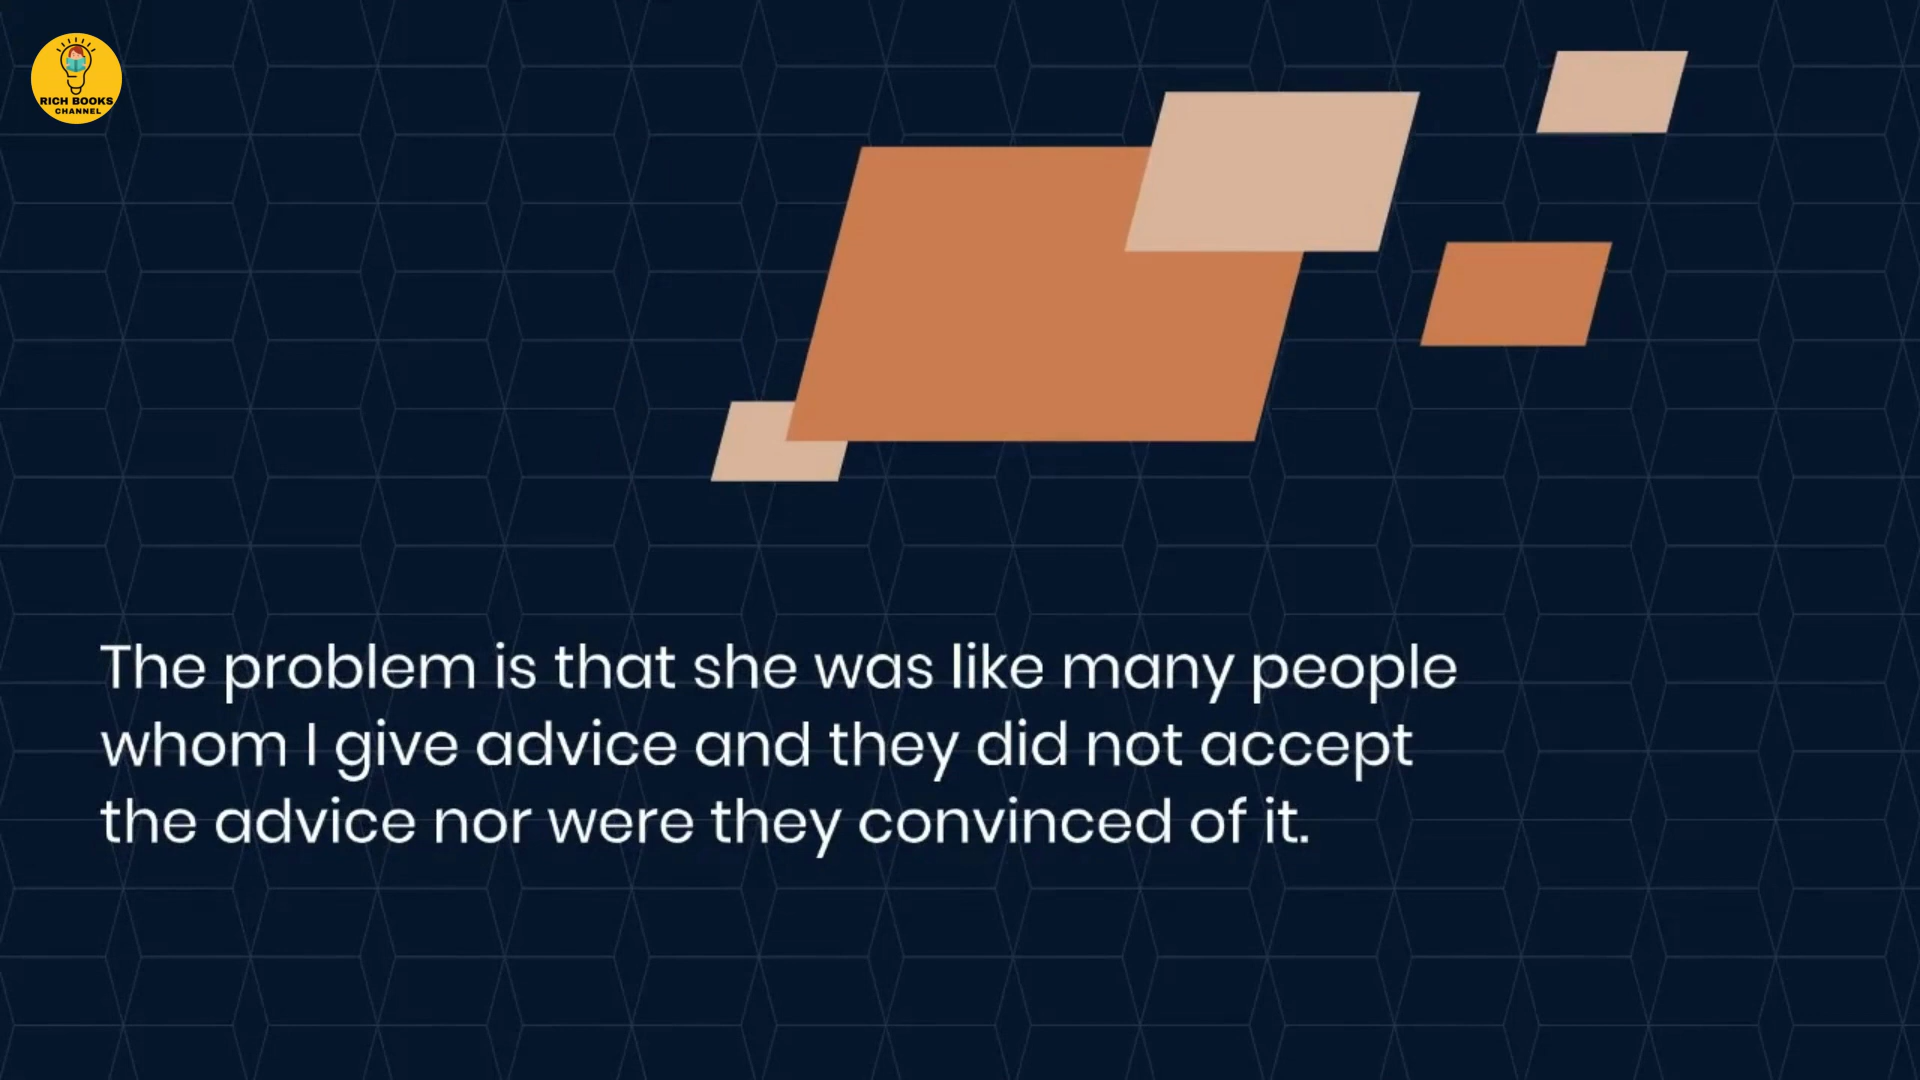 RICH BOOKS
CHANNEL
The problem is that she was like many people
whom I give advice and they did not accept
the advice nor were they convinced of it.